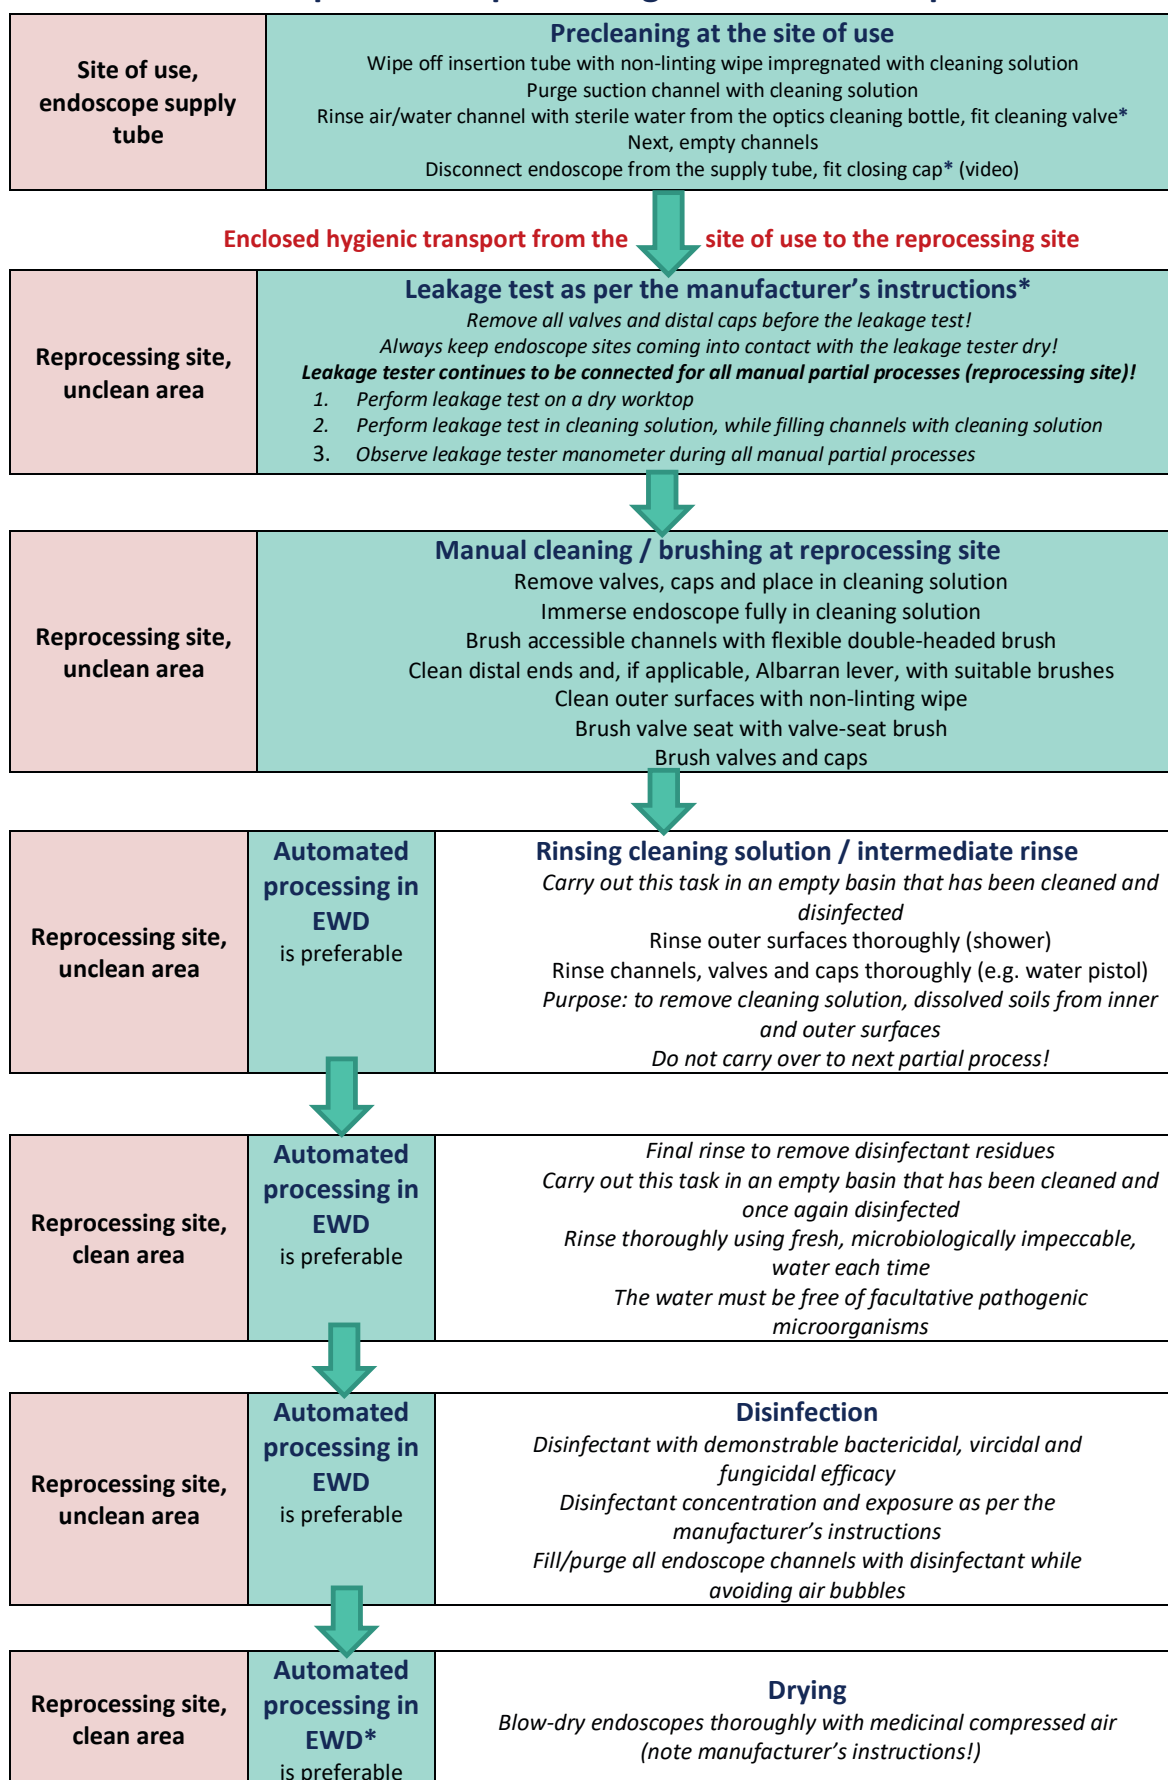 Site of use,
endoscope supply
tube
Precleaning at the site of use
Wipe off insertion tube with non-linting wipe impregnated with cleaning solution
Purge suction channel with cleaning solution
Rinse air/water channel with sterile water from the optics cleaning bottle, fit cleaning valve*
Next, empty channels
Disconnect endoscope from the supply tube, fit closing cap* (video)
Enclosed hygienic transport from the site of use to the reprocessing site
Reprocessing site,
unclean area
Leakage test as per the manufacturer's instructions*
Remove all valves and distal caps before the leakage test!
Always keep endoscope sites coming into contact with the leakage tester dry!
Leakage tester continues to be connected for all manual partial processes (reprocessing site)!
1. Perform leakage test on a dry worktop
2. Perform leakage test in cleaning solution, while filling channels with cleaning solution
3. Observe leakage tester manometer during all manual partial processes
Reprocessing site,
unclean area
Manual cleaning / brushing at reprocessing site
Remove valves, caps and place in cleaning solution
Immerse endoscope fully in cleaning solution
Brush accessible channels with flexible double-headed brush
Clean distal ends and, if applicable, Albarran lever, with suitable brushes
Clean outer surfaces with non-linting wipe
Brush valve seat with valve-seat brush
Brush valves and caps
Reprocessing site,
unclean area
Automated
processing in
EWD
is preferable
Rinsing cleaning solution / intermediate rinse
Carry out this task in an empty basin that has been cleaned and
disinfected
Rinse outer surfaces thoroughly (shower)
Rinse channels, valves and caps thoroughly (e.g. water pistol)
Purpose: to remove cleaning solution, dissolved soils from inner
and outer surfaces
Do not carry over to next partial process!
Reprocessing site,
clean area
Automated
processing in
EWD
is preferable
Final rinse to remove disinfectant residues
Carry out this task in an empty basin that has been cleaned and
once again disinfected
Rinse thoroughly using fresh, microbiologically impeccable,
water each time
The water must be free of facultative pathogenic
microorganisms
Reprocessing site,
unclean area
Automated
processing in
EWD
is preferable
Disinfection
Disinfectant with demonstrable bactericidal, vircidal and
fungicidal efficacy
Disinfectant concentration and exposure as per the
manufacturer's instructions
Fill/purge all endoscope channels with disinfectant while
avoiding air bubbles
Reprocessing site,
clean area
Automated
processing in
EWD*
is preferable
Drying
Blow-dry endoscopes thoroughly with medicinal compressed air
(note manufacturer's instructions!)